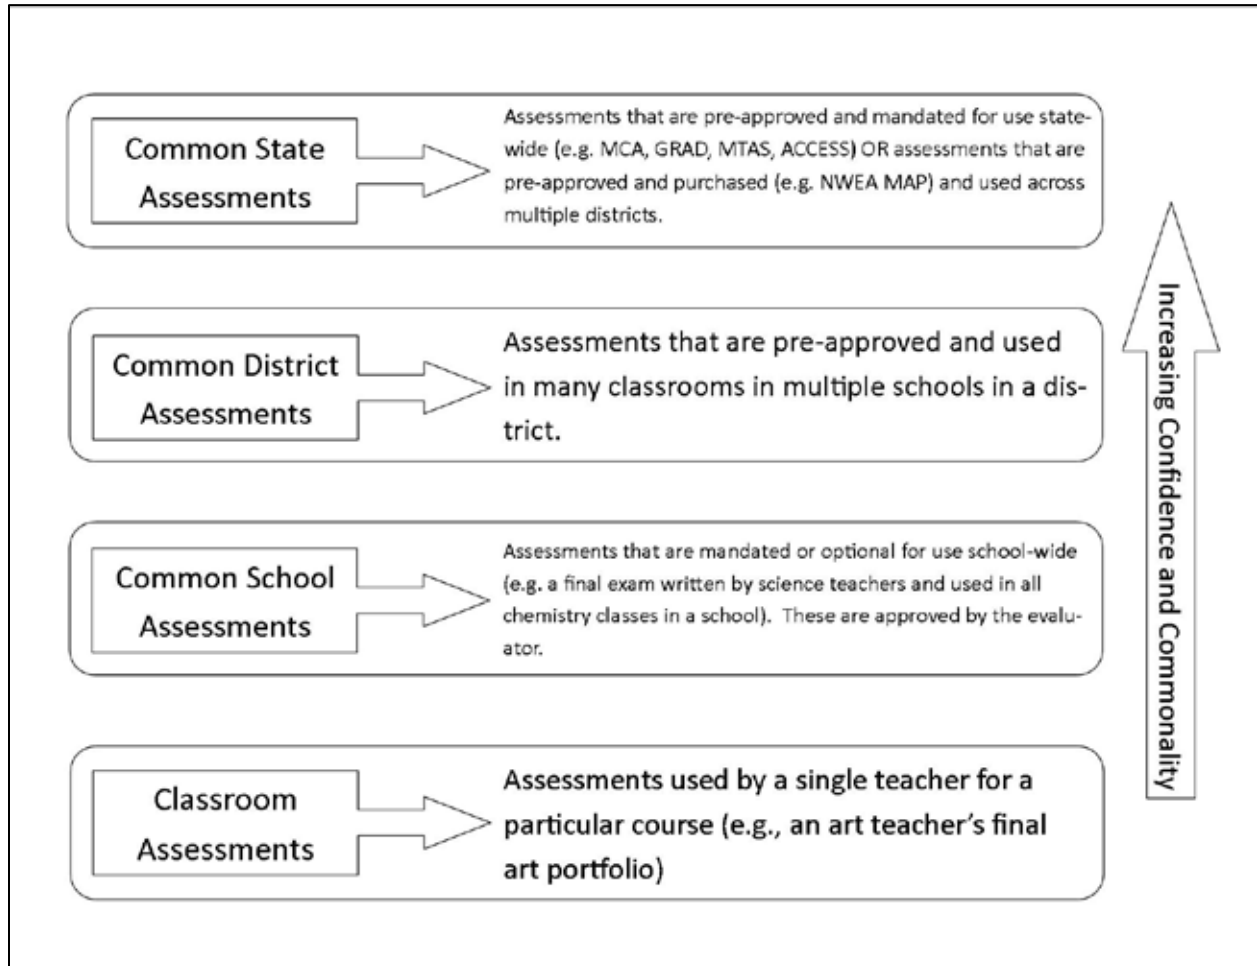 Common State
Assessments
Assessments that are pre-approved and mandated for use state-
wide (e.g. MCA, GRAD, MTAS, ACCESS) OR assessments that are
pre-approved and purchased (e.g. NWEA MAP) and used across
multiple districts.
Common District
Assessments
Assessments that are pre-approved and used
in many classrooms in multiple schools in a dis-
trict.
Common School
Assessments
Assessments that are mandated or optional for use school-wide
(e.g. a final exam written by science teachers and used in all
chemistry classes in a school).  These are approved by the evalu-
ator.
Classroom
Assessments
Assessments used by a single teacher for a
particular course (e.g., an art teacher’s final
art portfolio)
Increasing Confidence and Commonality